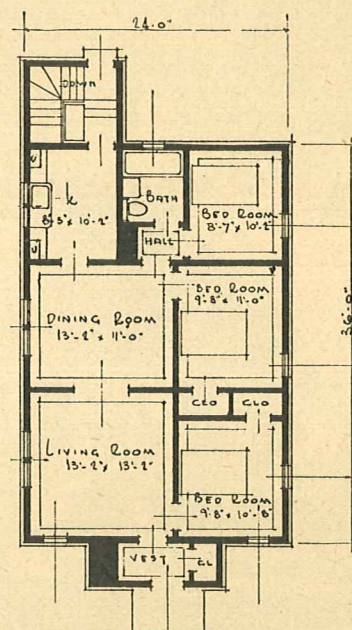 24'-0"
DOWN
K
8'-3" x 10'-2"
BATH
BED ROOM
8'-7" x 10'-2"
HALL
BED ROOM
9'-8" x 11'-0"
DINING ROOM
13'-2" x 11'-0"
36'-0"
CLO
CLO
LIVING ROOM
13'-2" x 13'-2"
BED ROOM
9'-8" x 10'-8"
VEST
CL